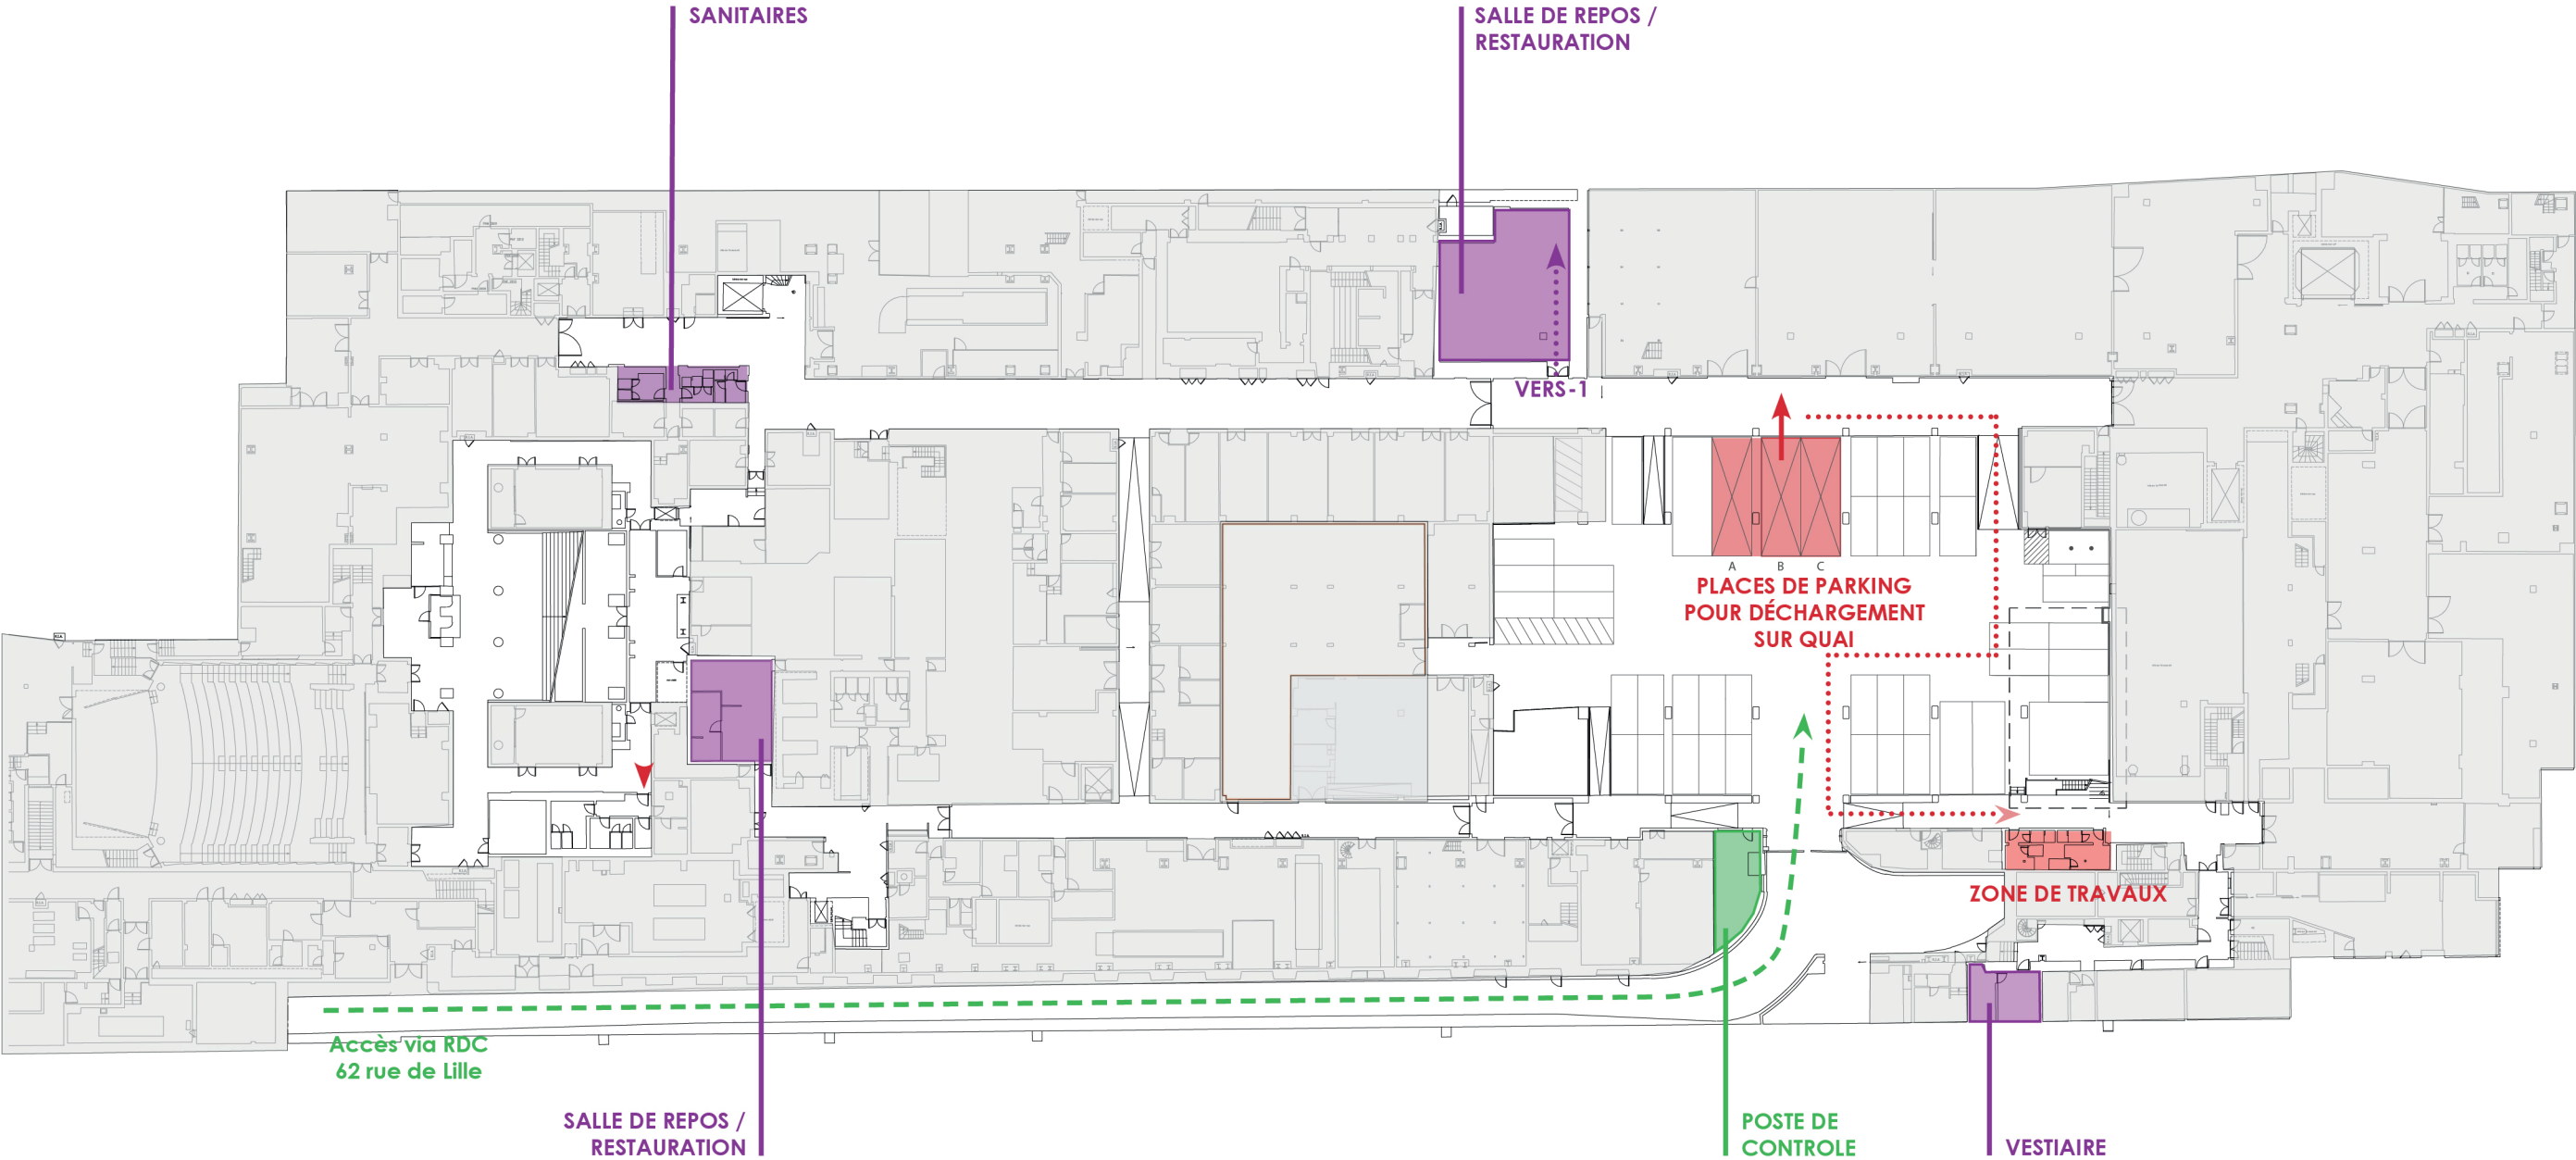 SANITAIRES
SALLE DE REPOS /
RESTAURATION
VERS-1
A B C
PLACES DE PARKING
POUR DÉCHARGEMENT
SUR QUAI
ZONE DE TRAVAUX
Accès via RDC
62 rue de Lille
SALLE DE REPOS /
RESTAURATION
POSTE DE
CONTROLE
VESTIAIRE